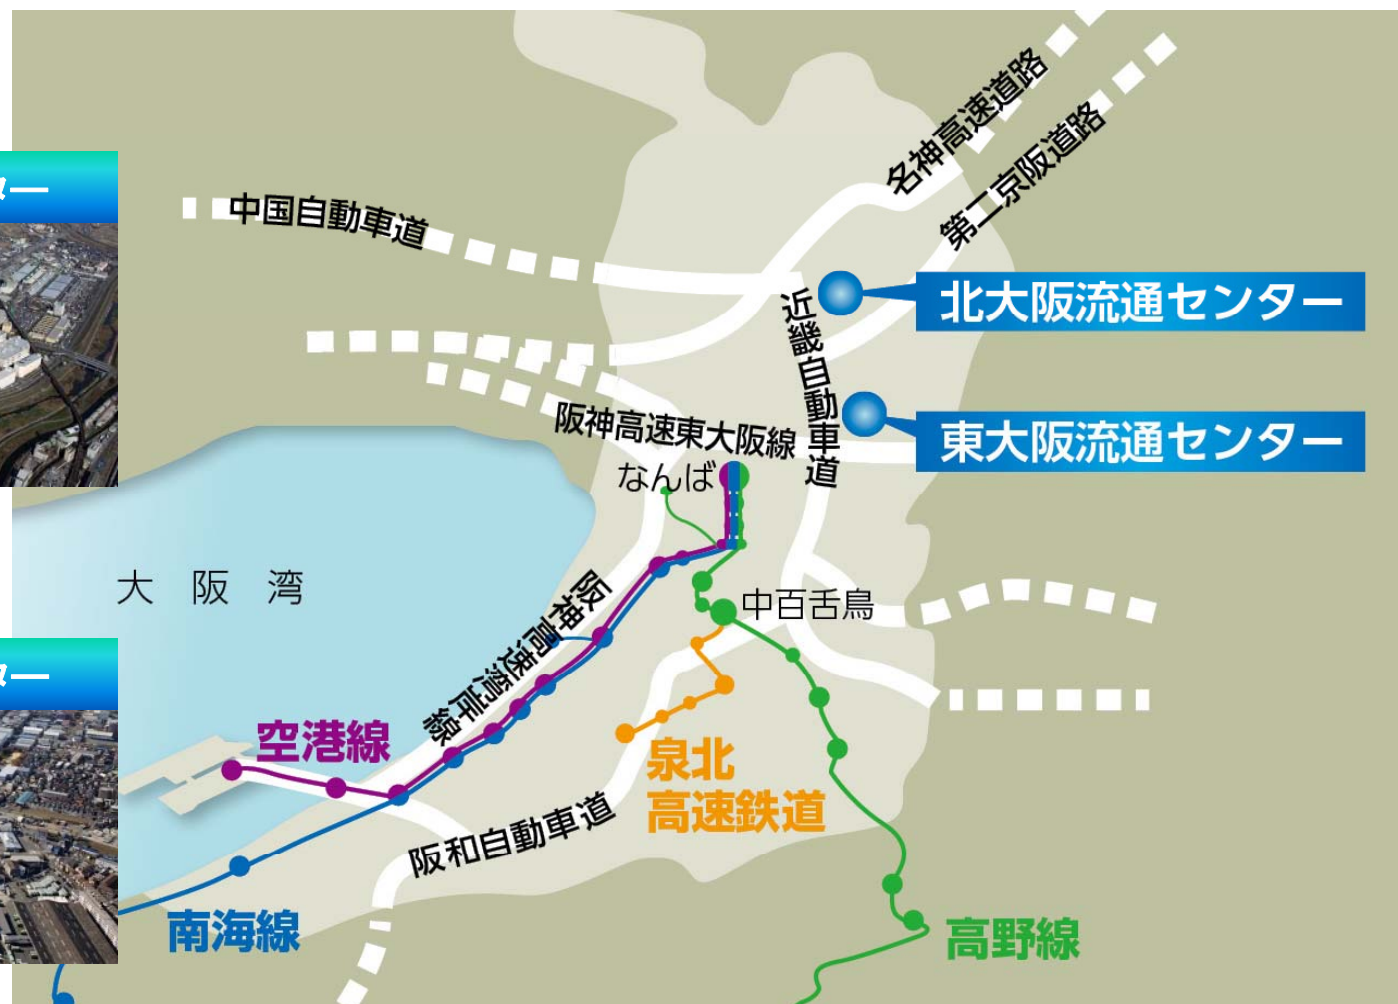 名神高速道路
第二京阪道路
ター
中国自動車道
北大阪流通センター
近畿自動車道
阪神高速東大阪線
東大阪流通センター
なんば
大 阪 湾
阪神高速湾岸線
中百舌鳥
ター
空港線
泉北
高速鉄道
阪和自動車道
南海線
高野線